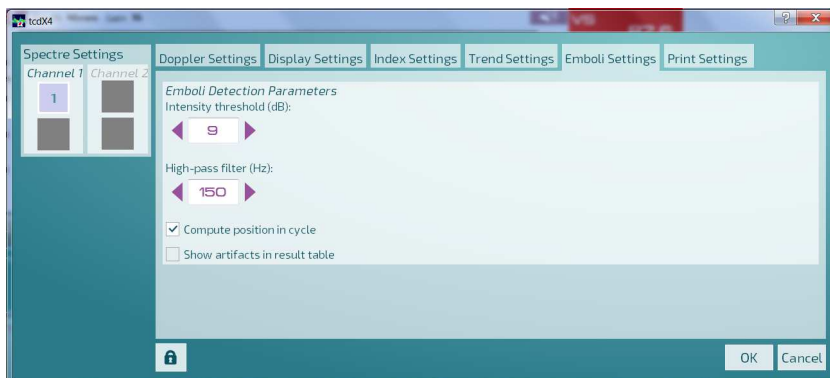 tcdX4
VS
Spectre Settings
Channel 1 Channel 2
1
Doppler Settings Display Settings Index Settings Trend Settings Emboli Settings Print Settings
Emboli Detection Parameters
Intensity threshold (dB):
9
High-pass filter (Hz):
150
Compute position in cycle
Show artifacts in result table
OK Cancel